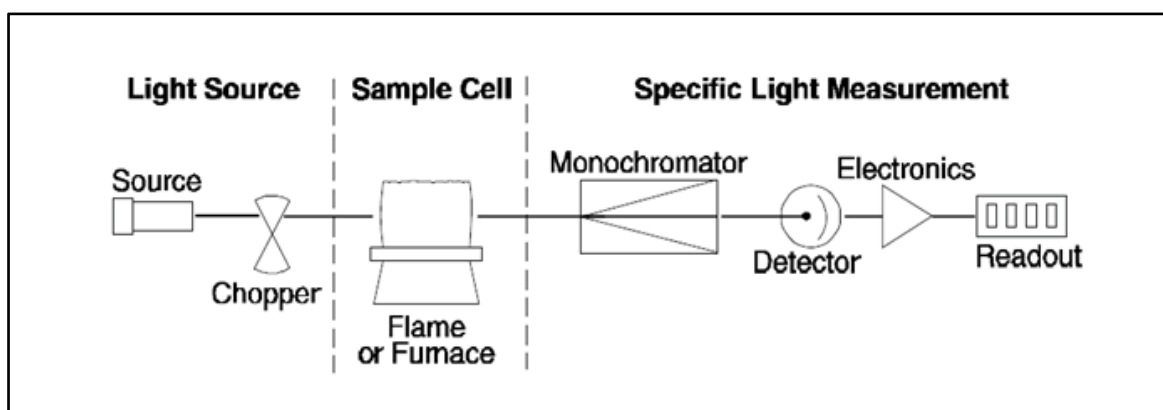 Light Source
Sample Cell
Specific Light Measurement
Source
Chopper
Flame
or Furnace
Monochromator
Detector
Electronics
Readout